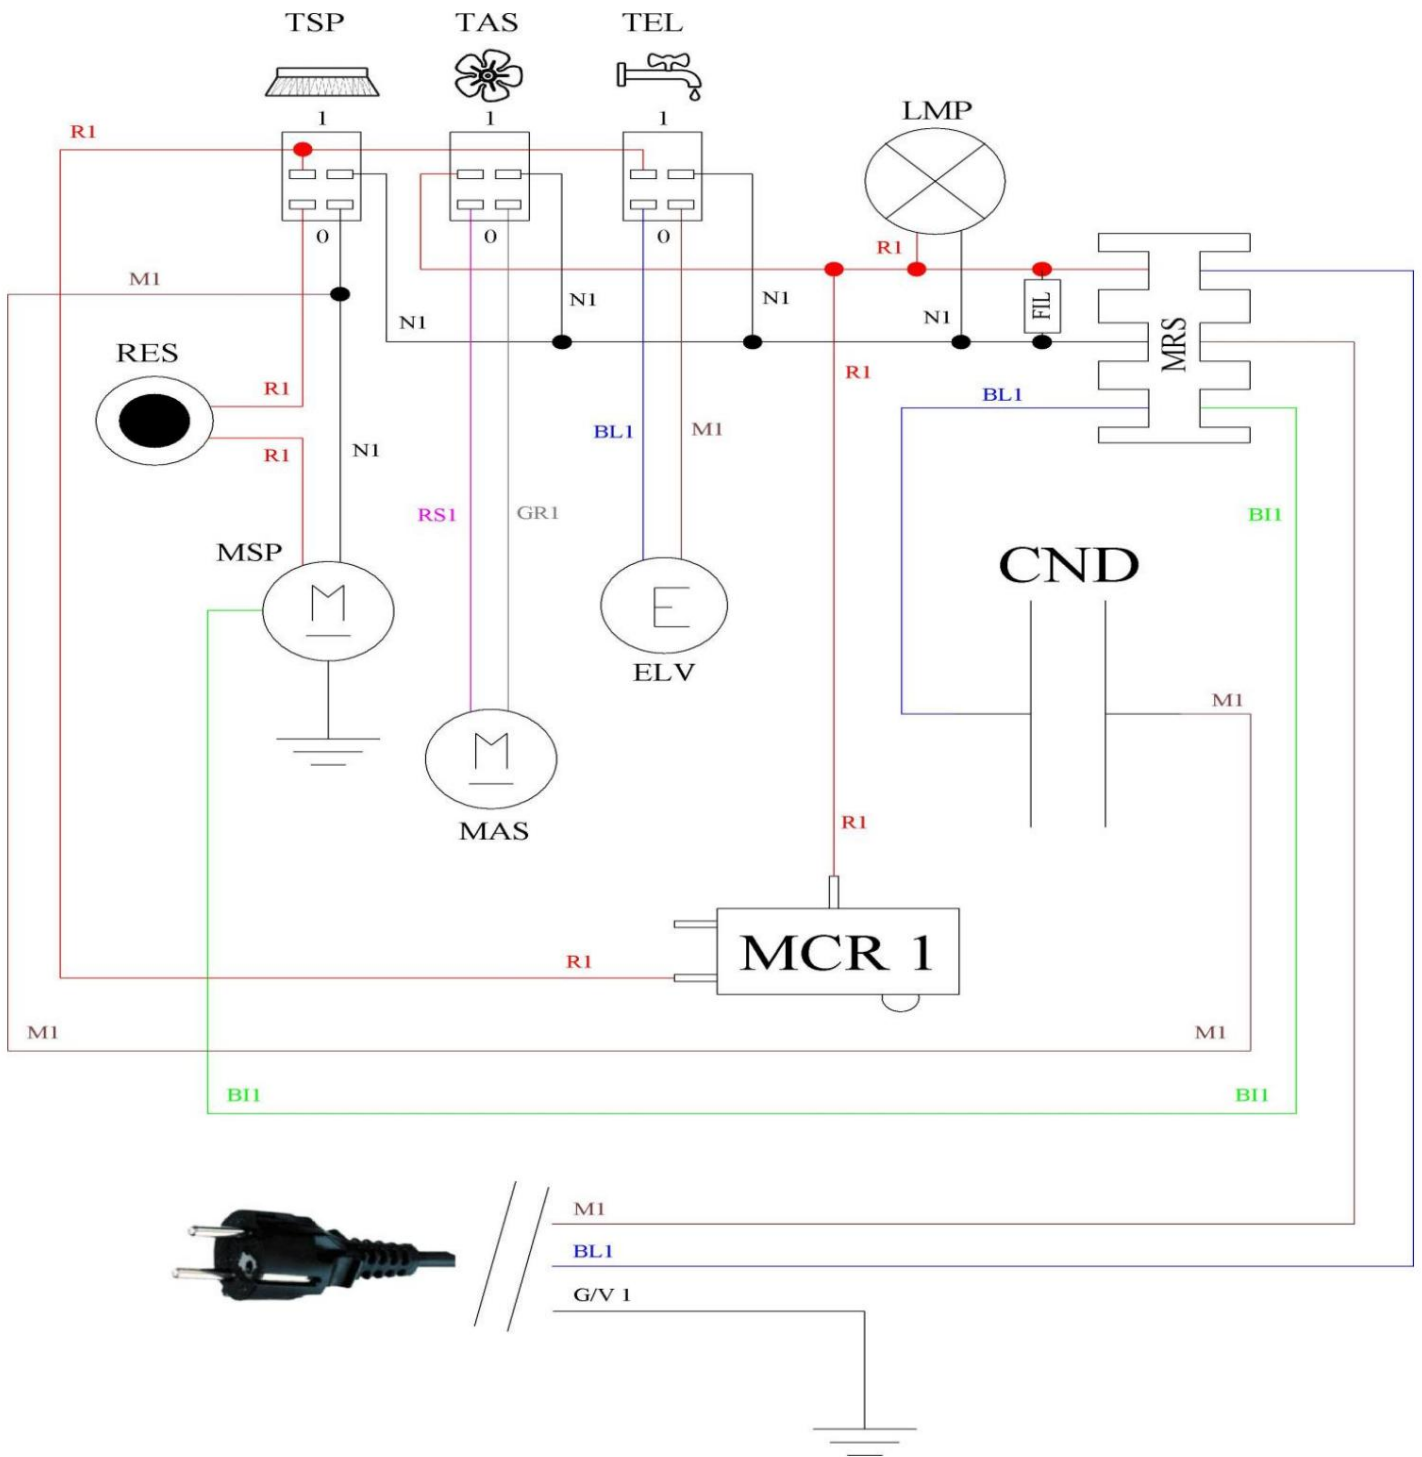 TSP TAS TEL
1 1 1 LMP
R1
0 0 0 R1
M1 N1 N1 FIL
N1 N1 MRS
RES R1
R1 BL1
BL1 M1
R1 N1
RS1 GR1 BI1
MSP CND
M
E
ELV
M1
M
MAS R1
MCR 1
R1
M1 M1
BI1 BI1
M1
BL1
G/V 1